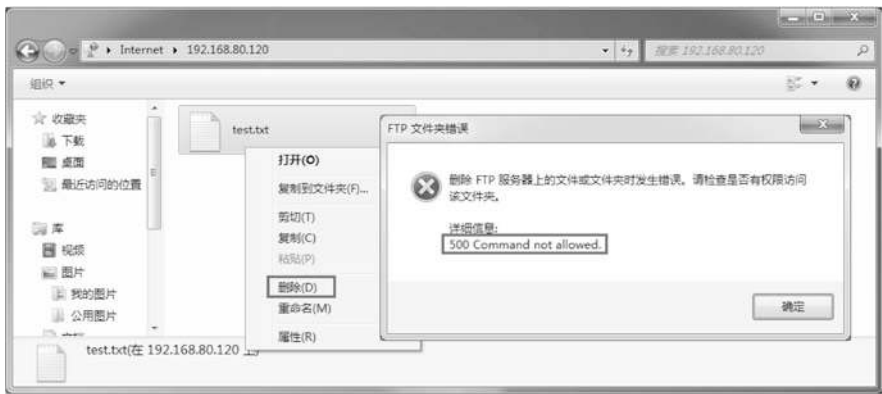 Internet ▸ 192.168.80.120
搜索 192.168.80.120
组织
收藏夹
下载
桌面
最近访问的位置
库
视频
图片
我的图片
公用图片
test.txt
打开(O)
复制到文件夹(F)...
剪切(T)
复制(C)
粘贴(P)
删除(D)
重命名(M)
属性(R)
FTP 文件夹错误
删除 FTP 服务器上的文件或文件夹时发生错误。请检查是否有权限访问
该文件夹。
详细信息:
500 Command not allowed.
确定
test.txt(在 192.168.80.120